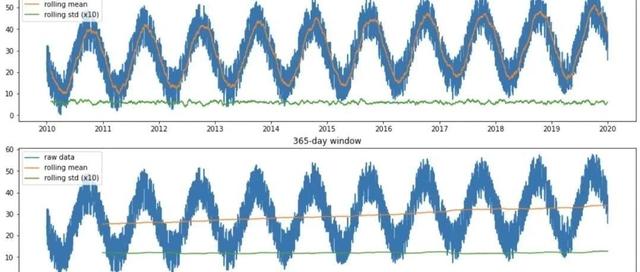 50
rolling mean
rolling std (x10)
40
30
20
10
0
2010 2011 2012 2013 2014 2015 2016 2017 2018 2019 2020
365-day window
60
raw data
50
rolling mean
rolling std (x10)
40
30
20
10